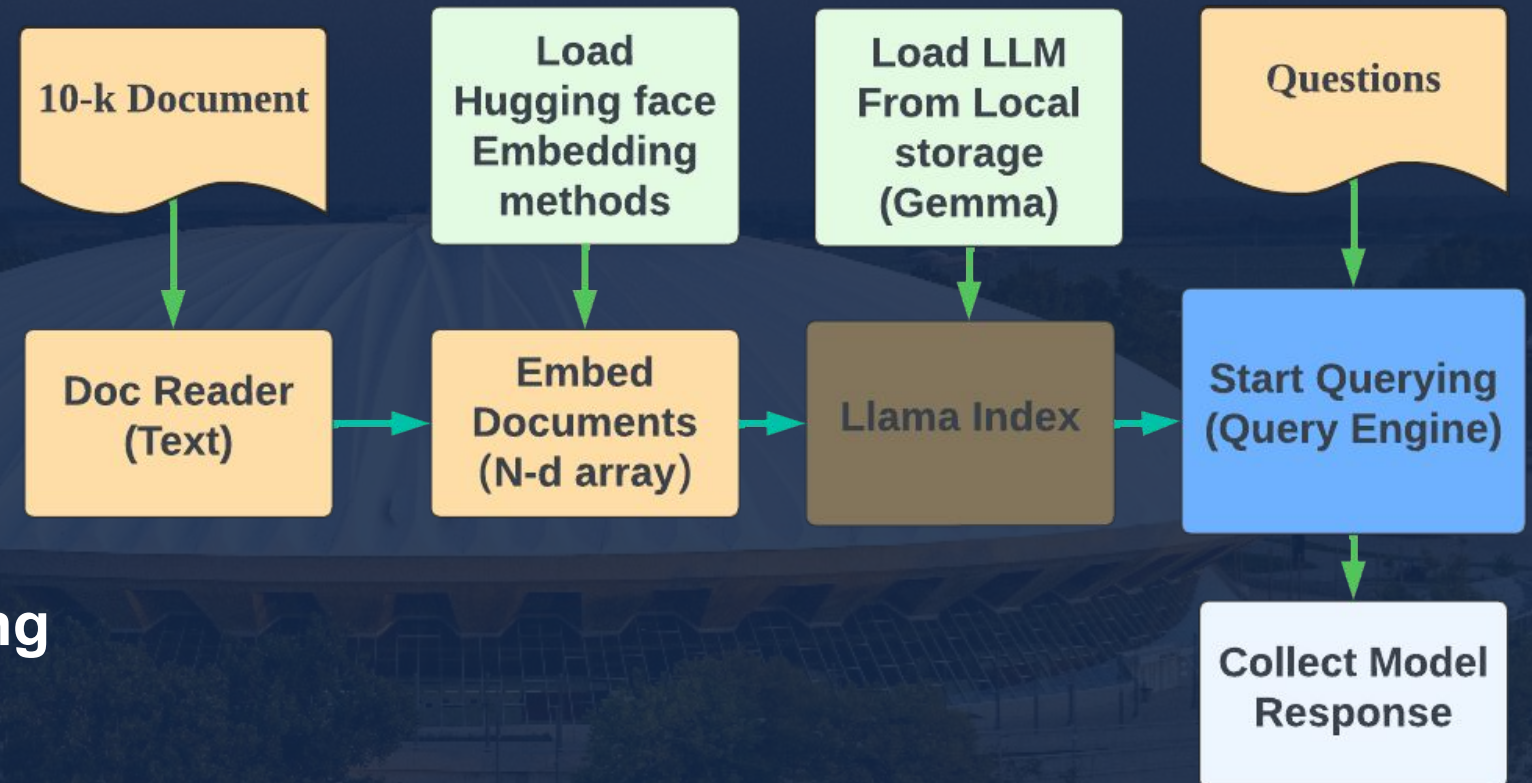 10-k Document
Load
Hugging face
Embedding
methods
Load LLM
From Local
storage
(Gemma)
Questions
Doc Reader
(Text)
Embed
Documents
(N-d array)
Llama Index
Start Querying
(Query Engine)
ng
Collect Model
Response